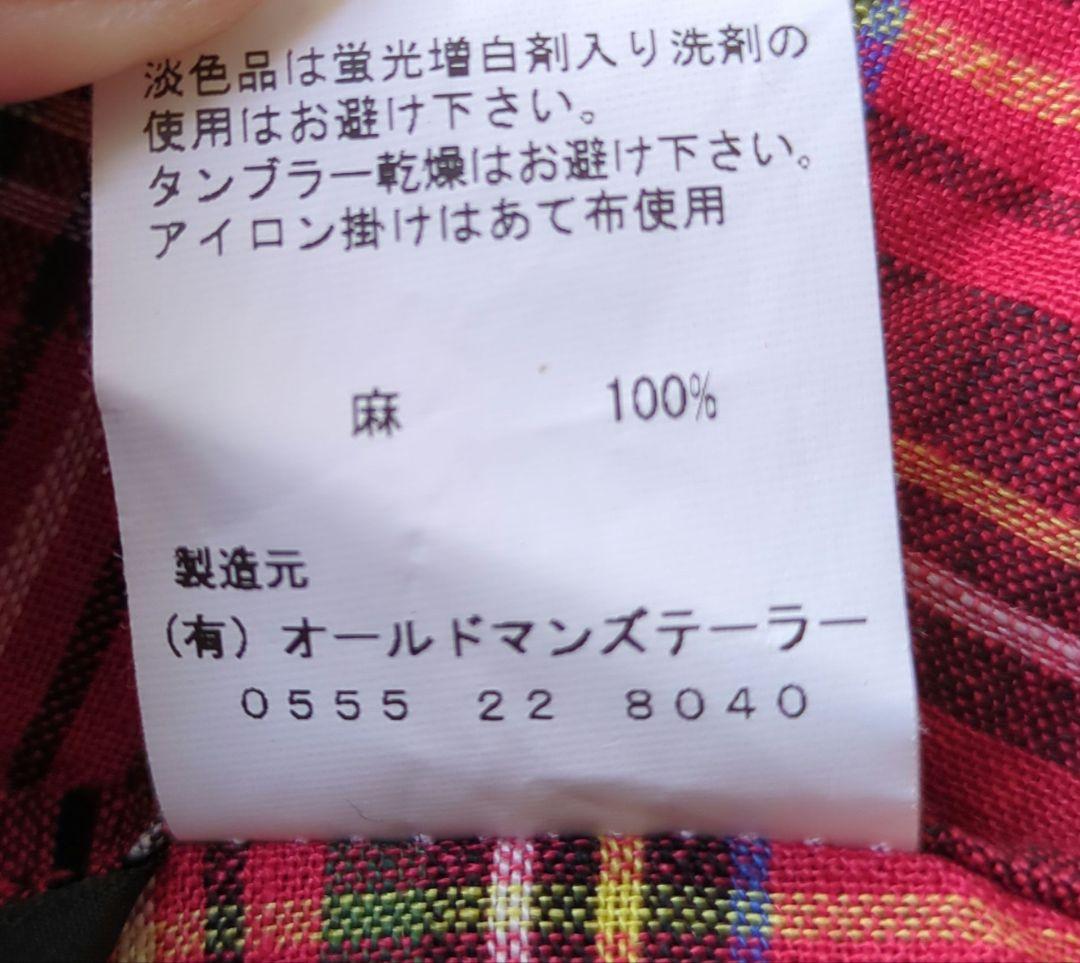 淡色品は蛍光増白剤入り洗剤の
使用はお避け下さい。
タンブラー乾燥はお避け下さい。
アイロン掛けはあて布使用
麻 100%
製造元
(有) オールドマンズテーラー
0555 22 8040